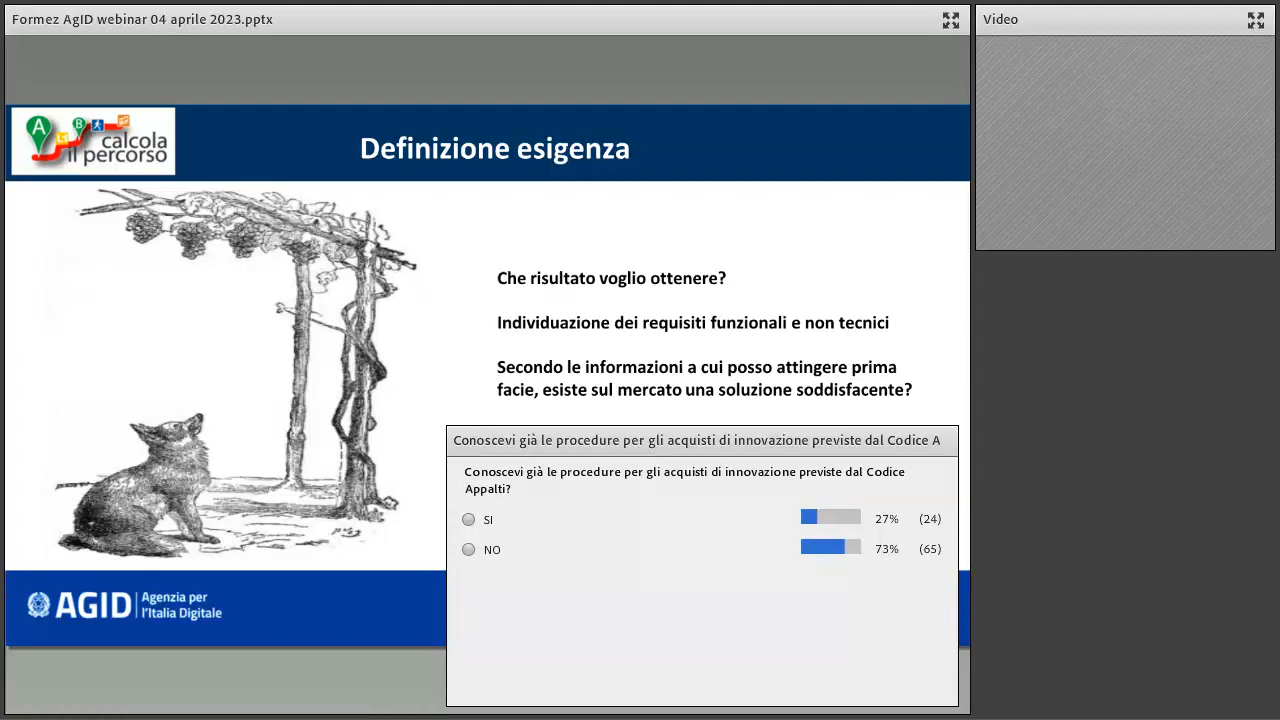 Formez AgID webinar 04 aprile 2023.pptx
Video
A
B
calcola
il percorso
Definizione esigenza
Che risultato voglio ottenere?
Individuazione dei requisiti funzionali e non tecnici
Secondo le informazioni a cui posso attingere prima
facie, esiste sul mercato una soluzione soddisfacente?
Conoscevi già le procedure per gli acquisti di innovazione previste dal Codice A
Conoscevi già le procedure per gli acquisti di innovazione previste dal Codice
Appalti?
SI 27% (24)
NO 73% (65)
AGID Agenzia per
l'Italia Digitale